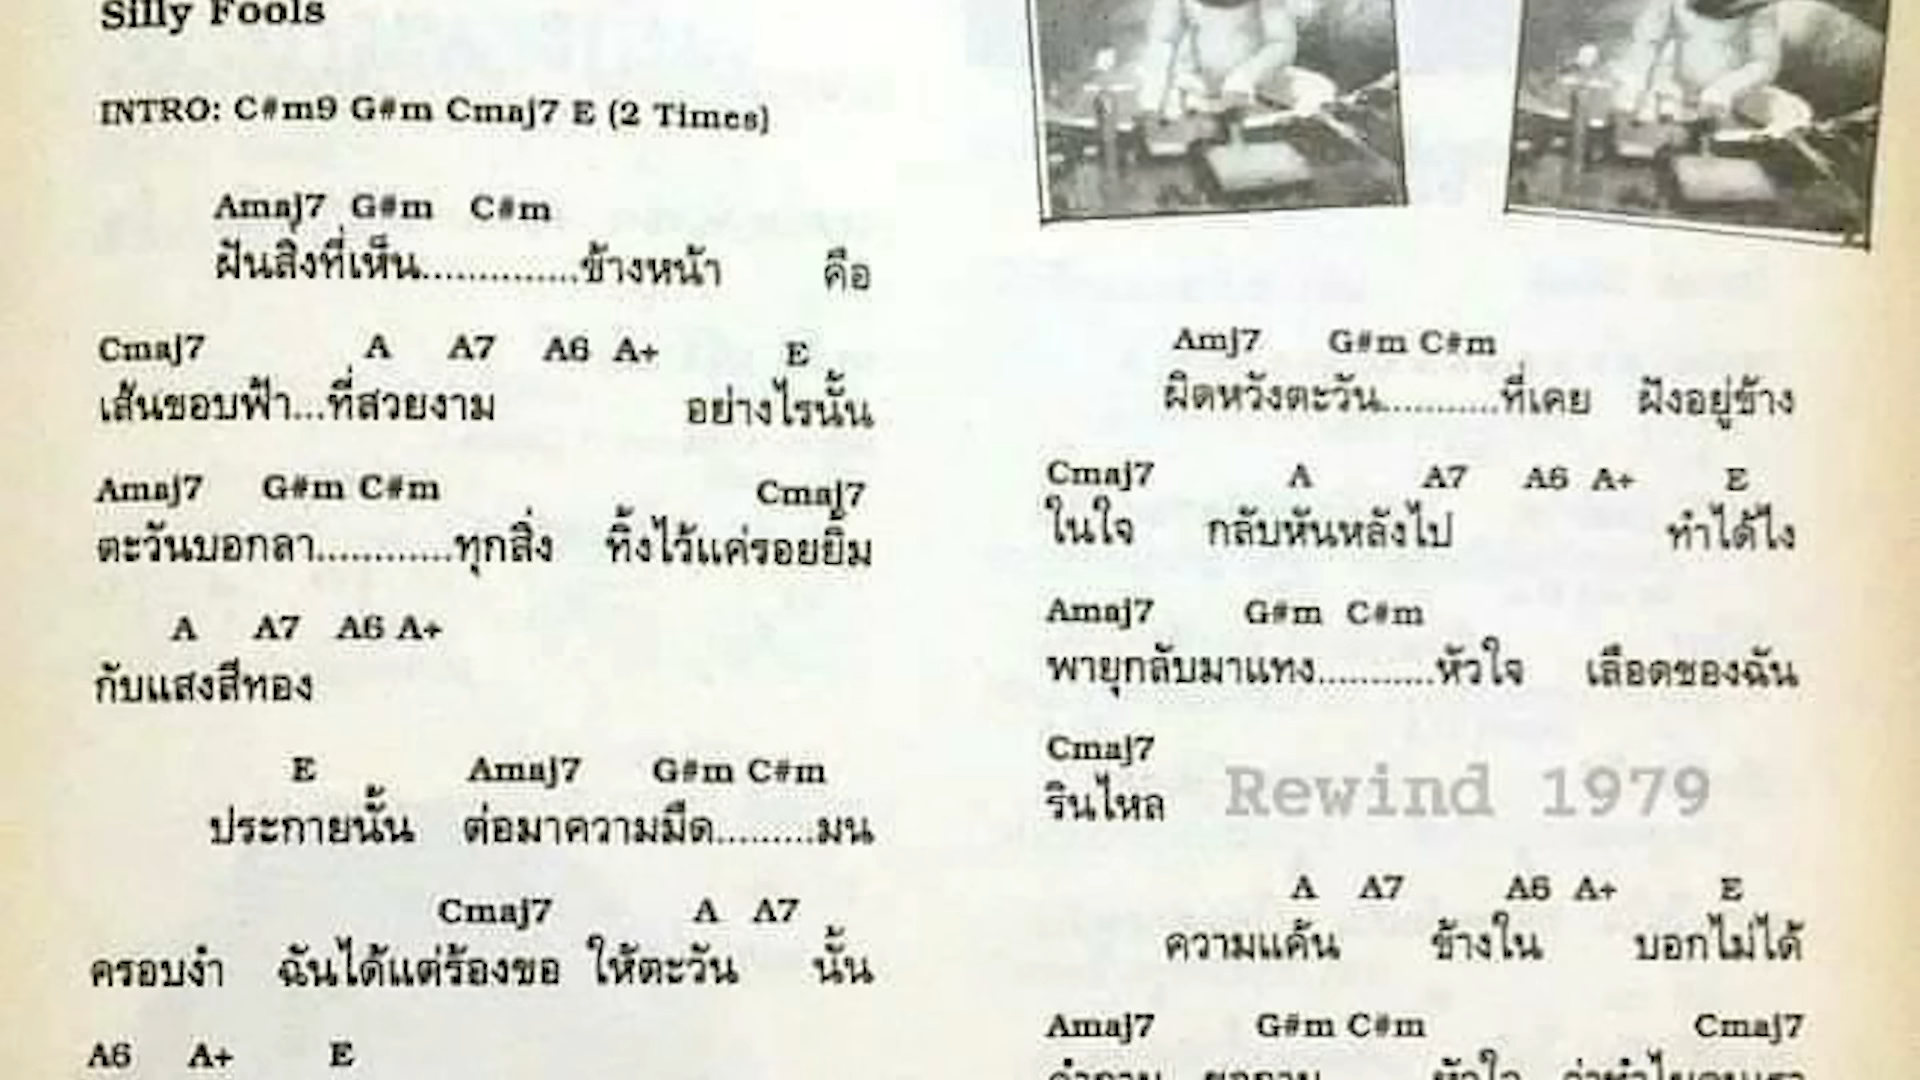 Silly Fools
INTRO: C#m9 G#m Cmaj7 E (2 Times)
Amaj7 G#m C#m
ฝันสิ่งที่เห็น..............ข้างหน้า คือ
Cmaj7 A A7 A6 A+ E
เส้นขอบฟ้า...ที่สวยงาม อย่างไรนั้น
Amaj7 G#m C#m Cmaj7
ตะวันบอกลา............ทุกสิ่ง ทิ้งไว้แค่รอยยิ้ม
A A7 A6 A+
กับแสงสีทอง
E Amaj7 G#m C#m
ประกายนั้น ต่อมาความมืด.........มน
Cmaj7 A A7
ครอบงำ ฉันได้แต่ร้องขอ ให้ตะวัน นั้น
A6 A+ E
Amj7 G#m C#m
ผิดหวังตะวัน...........ที่เคย ฝังอยู่ข้าง
Cmaj7 A A7 A6 A+ E
ในใจ กลับหันหลังไป ทำได้ไง
Amaj7 G#m C#m
พายุกลับมาแทง...........หัวใจ เลือดของฉัน
Cmaj7
รินไหล
Rewind 1979
A A7 A6 A+ E
ความแค้น ข้างใน บอกไม่ได้
Amaj7 G#m C#m Cmaj7